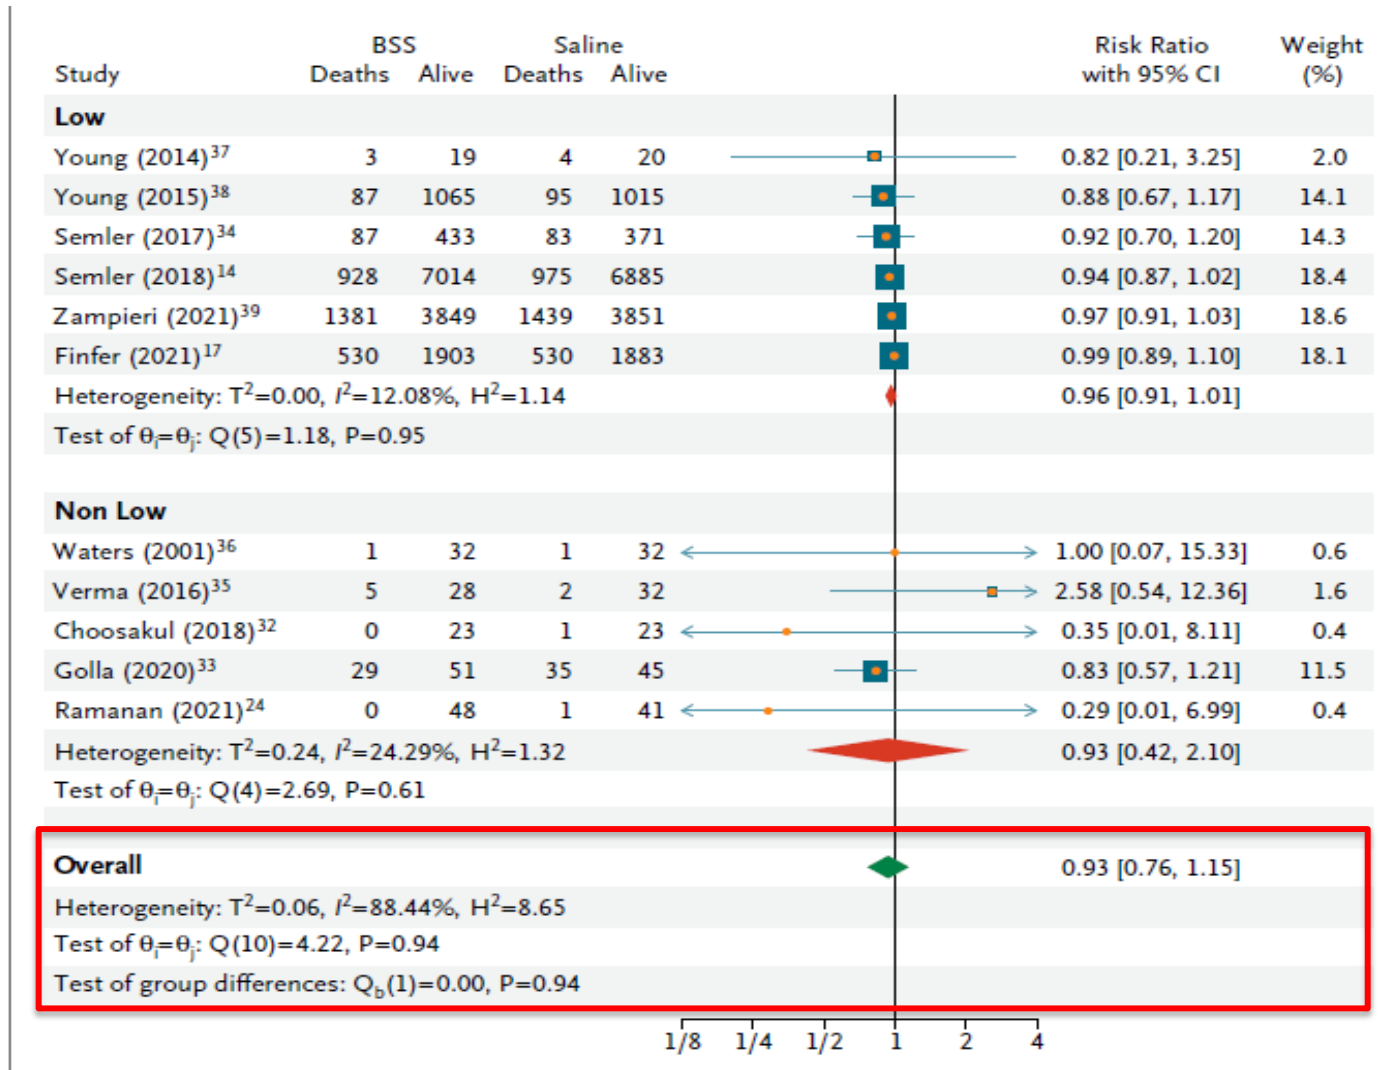 BSS Saline Risk Ratio Weight
Study Deaths Alive Deaths Alive with 95% CI (%)
Low
Young (2014)37 3 19 4 20 0.82 [0.21, 3.25] 2.0
Young (2015)38 87 1065 95 1015 0.88 [0.67, 1.17] 14.1
Semler (2017)34 87 433 83 371 0.92 [0.70, 1.20] 14.3
Semler (2018)14 928 7014 975 6885 0.94 [0.87, 1.02] 18.4
Zampieri (2021)39 1381 3849 1439 3851 0.97 [0.91, 1.03] 18.6
Finfer (2021)17 530 1903 530 1883 0.99 [0.89, 1.10] 18.1
Heterogeneity: T2=0.00, I2=12.08%, H2=1.14 0.96 [0.91, 1.01]
Test of θi=θj: Q(5)=1.18, P=0.95
Non Low
Waters (2001)36 1 32 1 32 1.00 [0.07, 15.33] 0.6
Verma (2016)35 5 28 2 32 2.58 [0.54, 12.36] 1.6
Choosakul (2018)32 0 23 1 23 0.35 [0.01, 8.11] 0.4
Golla (2020)33 29 51 35 45 0.83 [0.57, 1.21] 11.5
Ramanan (2021)24 0 48 1 41 0.29 [0.01, 6.99] 0.4
Heterogeneity: T2=0.24, I2=24.29%, H2=1.32 0.93 [0.42, 2.10]
Test of θi=θj: Q(4)=2.69, P=0.61
Overall 0.93 [0.76, 1.15]
Heterogeneity: T2=0.06, I2=88.44%, H2=8.65
Test of θi=θj: Q(10)=4.22, P=0.94
Test of group differences: Qb(1)=0.00, P=0.94
1/8 1/4 1/2 1 2 4